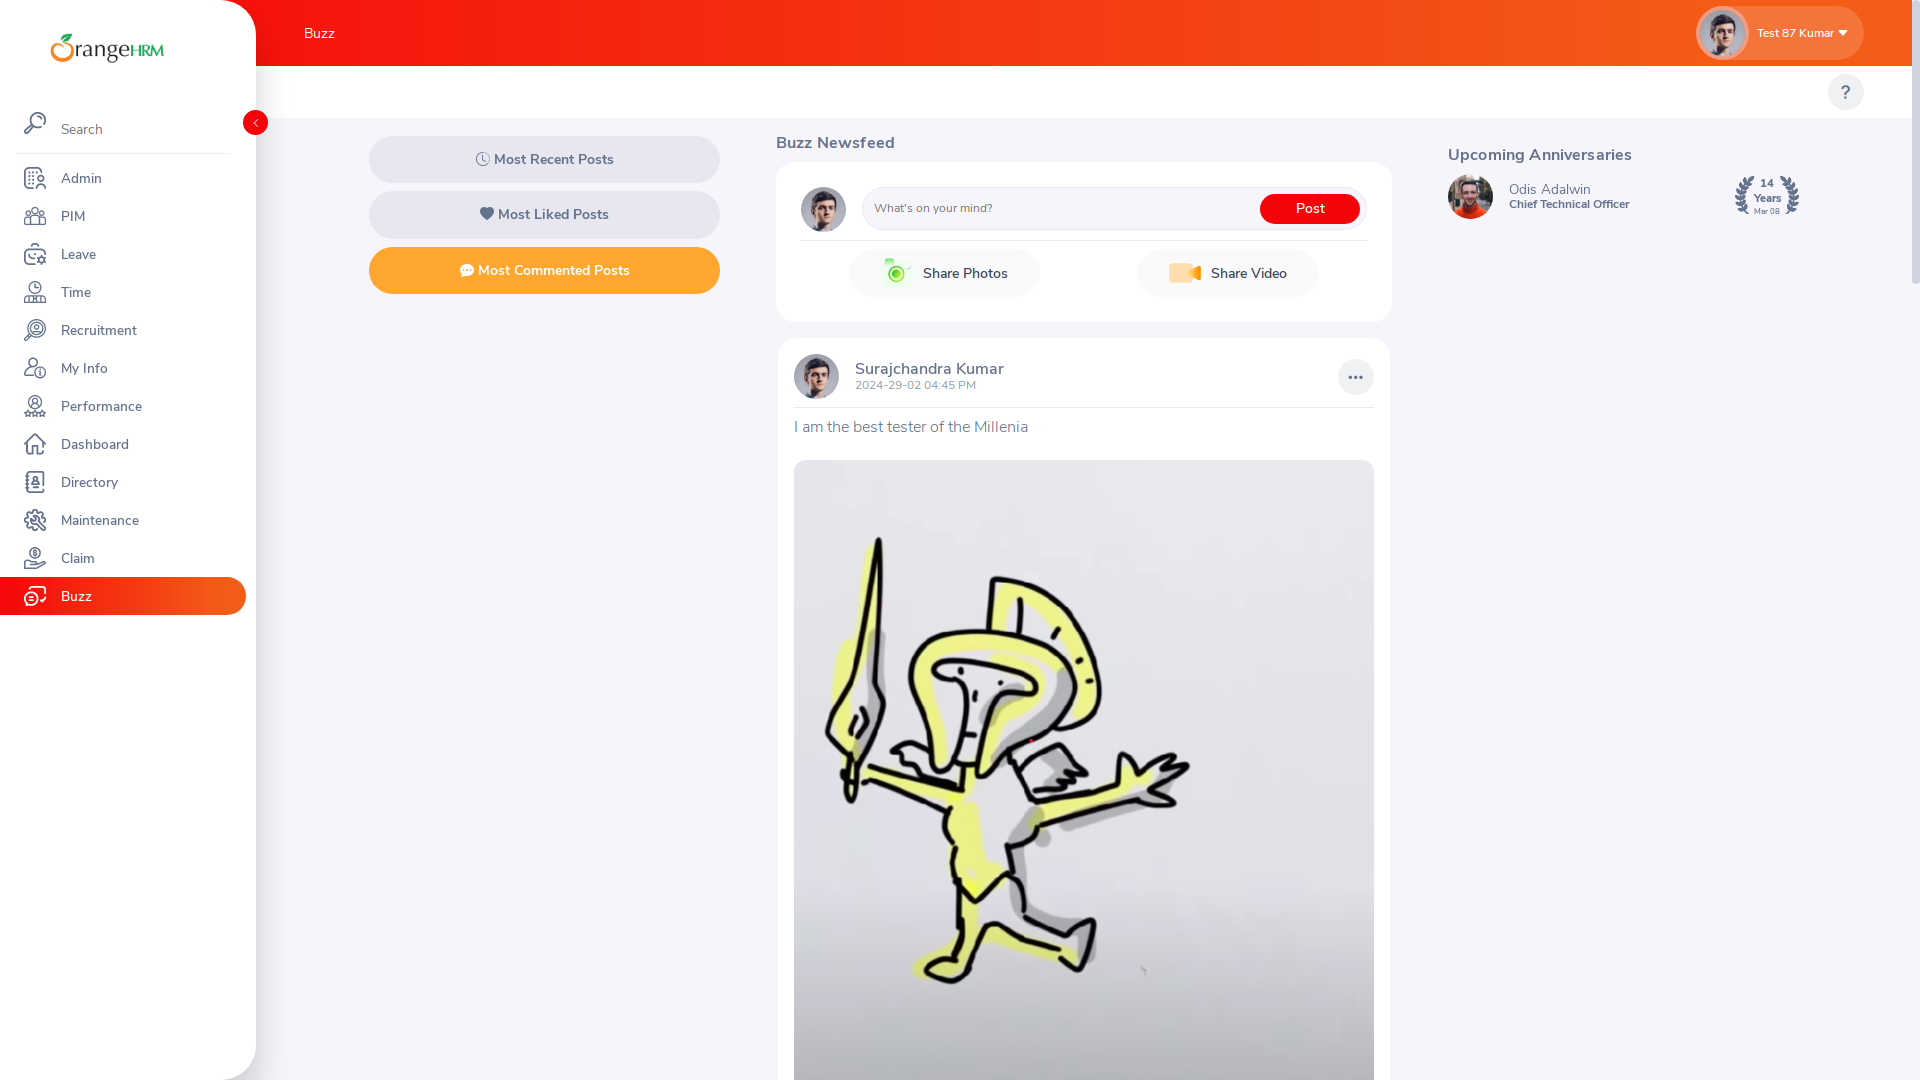 OrangeHRM
Search
Admin
PIM
Leave
Time
Recruitment
My Info
Performance
Dashboard
Directory
Maintenance
Claim
Buzz
Buzz
Test 87 Kumar
?
Most Recent Posts
Most Liked Posts
Most Commented Posts
Buzz Newsfeed
What's on your mind?
Post
Share Photos
Share Video
Surajchandra Kumar
2024-29-02 04:45 PM
I am the best tester of the Millenia
Upcoming Anniversaries
Odis Adalwin
Chief Technical Officer
14
Years
Mar 08